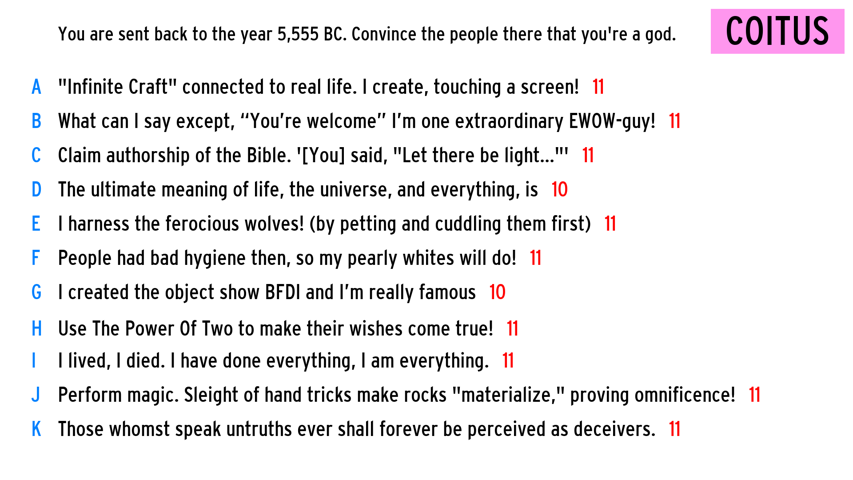 You are sent back to the year 5,555 BC. Convince the people there that you're a god.
COITUS
A "Infinite Craft" connected to real life. I create, touching a screen! 11
B What can I say except, “You’re welcome” I’m one extraordinary EWOW-guy! 11
C Claim authorship of the Bible. '[You] said, "Let there be light..."' 11
D The ultimate meaning of life, the universe, and everything, is 10
E I harness the ferocious wolves! (by petting and cuddling them first) 11
F People had bad hygiene then, so my pearly whites will do! 11
G I created the object show BFDI and I’m really famous 10
H Use The Power Of Two to make their wishes come true! 11
I I lived, I died. I have done everything, I am everything. 11
J Perform magic. Sleight of hand tricks make rocks "materialize," proving omnificence! 11
K Those whomst speak untruths ever shall forever be perceived as deceivers. 11